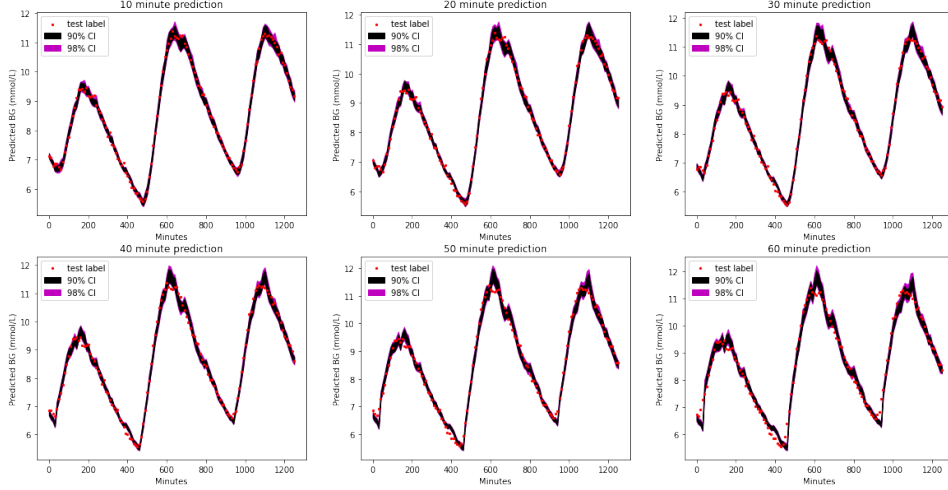 10 minute prediction
20 minute prediction
30 minute prediction
12
11
10
9
8
7
6
Predicted BG (mmol/L)
test label
90% CI
98% CI
0 200 400 600 800 1000 1200
Minutes
12
11
10
9
8
7
6
Predicted BG (mmol/L)
test label
90% CI
98% CI
0 200 400 600 800 1000 1200
Minutes
12
11
10
9
8
7
6
Predicted BG (mmol/L)
test label
90% CI
98% CI
0 200 400 600 800 1000 1200
Minutes
40 minute prediction
50 minute prediction
60 minute prediction
12
11
10
9
8
7
6
Predicted BG (mmol/L)
test label
90% CI
98% CI
0 200 400 600 800 1000 1200
Minutes
12
11
10
9
8
7
6
Predicted BG (mmol/L)
test label
90% CI
98% CI
0 200 400 600 800 1000 1200
Minutes
12
11
10
9
8
7
6
Predicted BG (mmol/L)
test label
90% CI
98% CI
0 200 400 600 800 1000 1200
Minutes